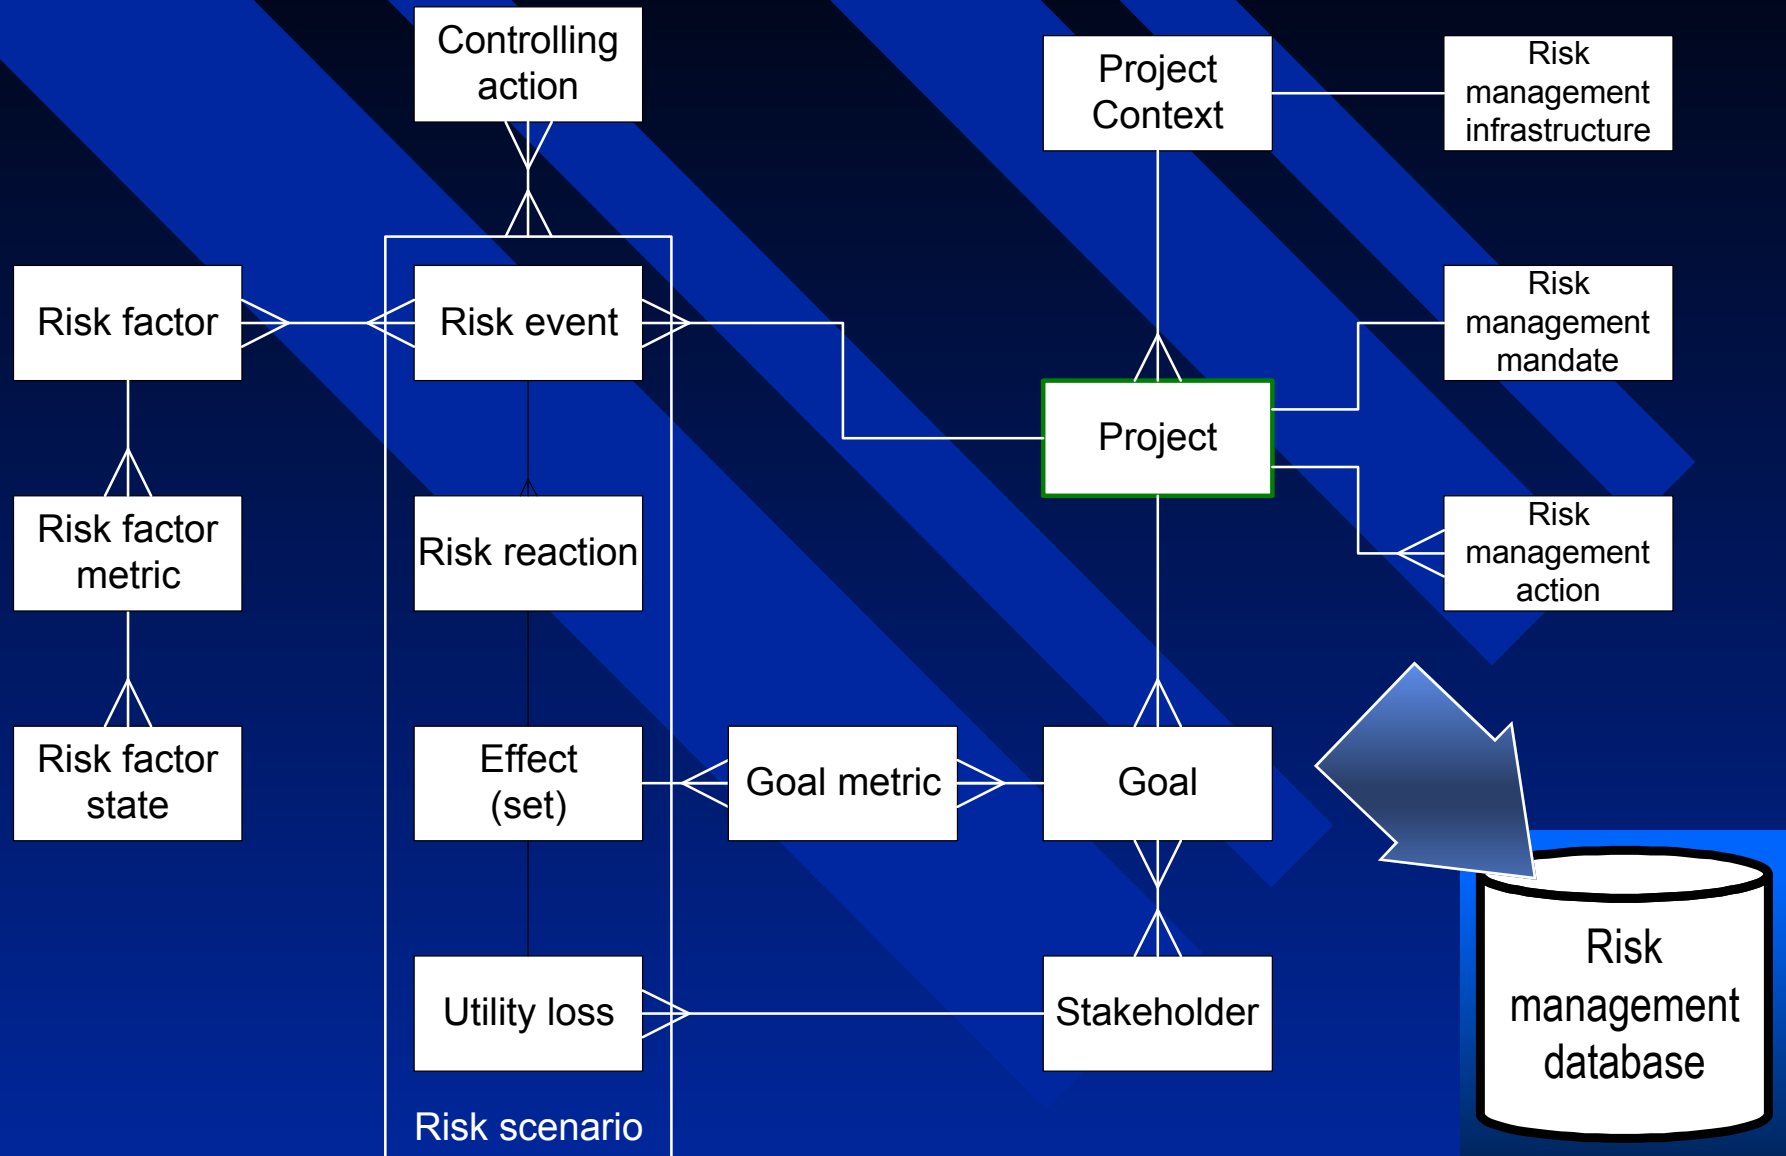 Controlling
action
Project
Context
Risk
management
infrastructure
Risk factor
Risk event
Risk
management
mandate
Project
Risk factor
metric
Risk reaction
Risk
management
action
Risk factor
state
Effect
(set)
Goal metric
Goal
Utility loss
Stakeholder
Risk
management
database
Risk scenario